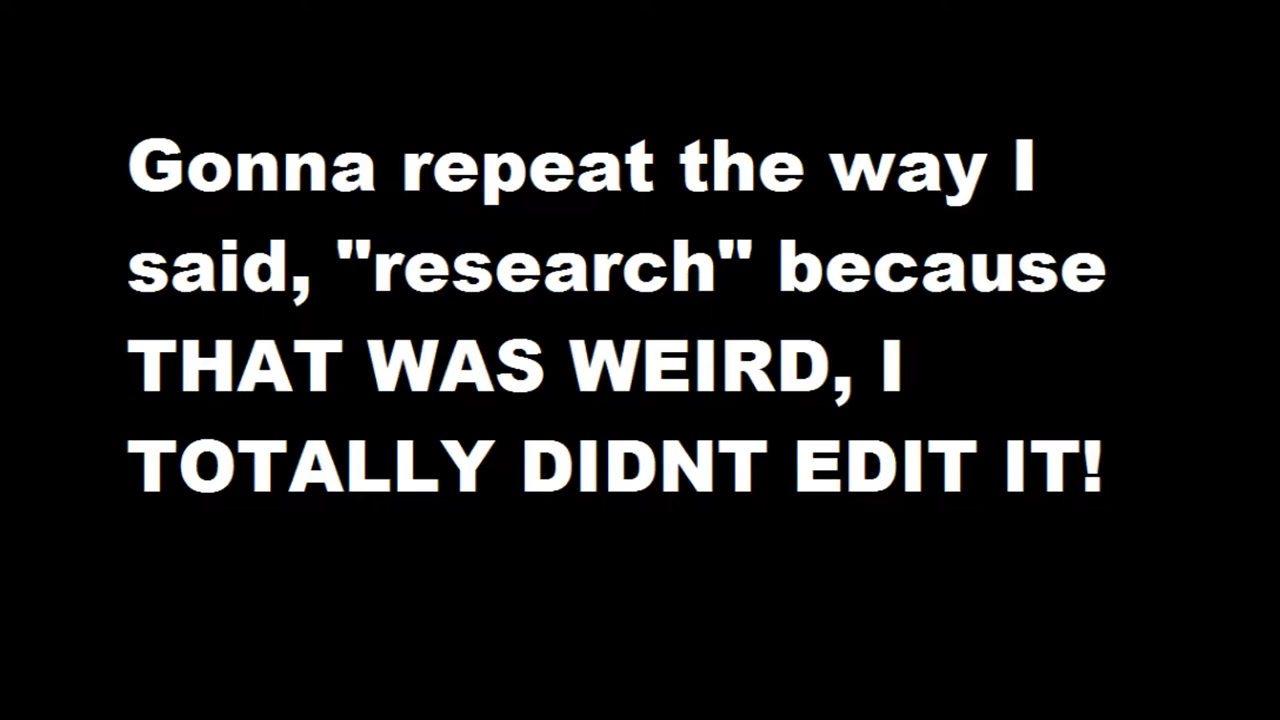 Gonna repeat the way I
said, "research" because
THAT WAS WEIRD, I
TOTALLY DIDNT EDIT IT!